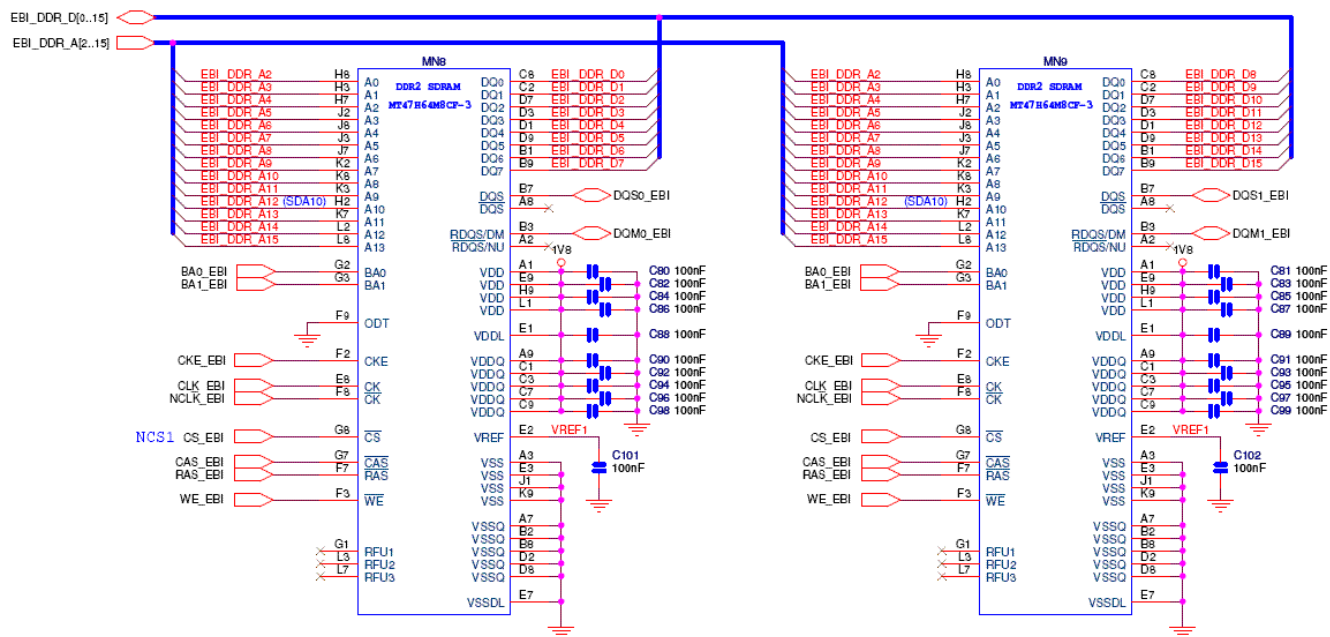 EBI_DDR_D[0..15]
EBI_DDR_A[2..15]
MN8
DDR2 SDRAM
MT47H64M8CF-3
EBI_DDR_A2 H8 A0
EBI_DDR_A3 H3 A1
EBI_DDR_A4 H7 A2
EBI_DDR_A5 J2 A3
EBI_DDR_A6 J8 A4
EBI_DDR_A7 J3 A5
EBI_DDR_A8 J7 A6
EBI_DDR_A9 K2 A7
EBI_DDR_A10 K8 A8
EBI_DDR_A11 K3 A9
EBI_DDR_A12 (SDA10) H2 A10
EBI_DDR_A13 K7 A11
EBI_DDR_A14 L2 A12
EBI_DDR_A15 L8 A13
BA0_EBI G2 BA0
BA1_EBI G3 BA1
F9 ODT
CKE_EBI F2 CKE
CLK_EBI E8 CK
NCLK_EBI F8 CK
NCS1 CS_EBI G8 CS
CAS_EBI G7 CAS
RAS_EBI F7 RAS
WE_EBI F3 WE
G1 RFU1
L3 RFU2
L7 RFU3
DQ0 C8 EBI_DDR_D0
DQ1 C2 EBI_DDR_D1
DQ2 D7 EBI_DDR_D2
DQ3 D3 EBI_DDR_D3
DQ4 D1 EBI_DDR_D4
DQ5 D9 EBI_DDR_D5
DQ6 B1 EBI_DDR_D6
DQ7 B9 EBI_DDR_D7
DQS B7 DQS0_EBI
DQS A8
RDQS/DM B3 DQM0_EBI
RDQS/NU A2
1V8
VDD A1 C80 100nF
VDD E9 C82 100nF
VDD H9 C84 100nF
VDD L1 C86 100nF
VDDL E1 C88 100nF
VDDQ A9 C90 100nF
VDDQ C1 C92 100nF
VDDQ C3 C94 100nF
VDDQ C7 C96 100nF
VDDQ C9 C98 100nF
VREF E2 VREF1
C101
100nF
VSS A3
VSS E3
VSS J1
VSS K9
VSSQ A7
VSSQ B2
VSSQ B8
VSSQ D2
VSSQ D8
VSSDL E7
MN9
DDR2 SDRAM
MT47H64M8CF-3
EBI_DDR_A2 H8 A0
EBI_DDR_A3 H3 A1
EBI_DDR_A4 H7 A2
EBI_DDR_A5 J2 A3
EBI_DDR_A6 J8 A4
EBI_DDR_A7 J3 A5
EBI_DDR_A8 J7 A6
EBI_DDR_A9 K2 A7
EBI_DDR_A10 K8 A8
EBI_DDR_A11 K3 A9
EBI_DDR_A12 (SDA10) H2 A10
EBI_DDR_A13 K7 A11
EBI_DDR_A14 L2 A12
EBI_DDR_A15 L8 A13
BA0_EBI G2 BA0
BA1_EBI G3 BA1
F9 ODT
CKE_EBI F2 CKE
CLK_EBI E8 CK
NCLK_EBI F8 CK
CS_EBI G8 CS
CAS_EBI G7 CAS
RAS_EBI F7 RAS
WE_EBI F3 WE
G1 RFU1
L3 RFU2
L7 RFU3
DQ0 C8 EBI_DDR_D8
DQ1 C2 EBI_DDR_D9
DQ2 D7 EBI_DDR_D10
DQ3 D3 EBI_DDR_D11
DQ4 D1 EBI_DDR_D12
DQ5 D9 EBI_DDR_D13
DQ6 B1 EBI_DDR_D14
DQ7 B9 EBI_DDR_D15
DQS B7 DQS1_EBI
DQS A8
RDQS/DM B3 DQM1_EBI
RDQS/NU A2
1V8
VDD A1 C81 100nF
VDD E9 C83 100nF
VDD H9 C85 100nF
VDD L1 C87 100nF
VDDL E1 C89 100nF
VDDQ A9 C91 100nF
VDDQ C1 C93 100nF
VDDQ C3 C95 100nF
VDDQ C7 C97 100nF
VDDQ C9 C99 100nF
VREF E2 VREF1
C102
100nF
VSS A3
VSS E3
VSS J1
VSS K9
VSSQ A7
VSSQ B2
VSSQ B8
VSSQ D2
VSSQ D8
VSSDL E7